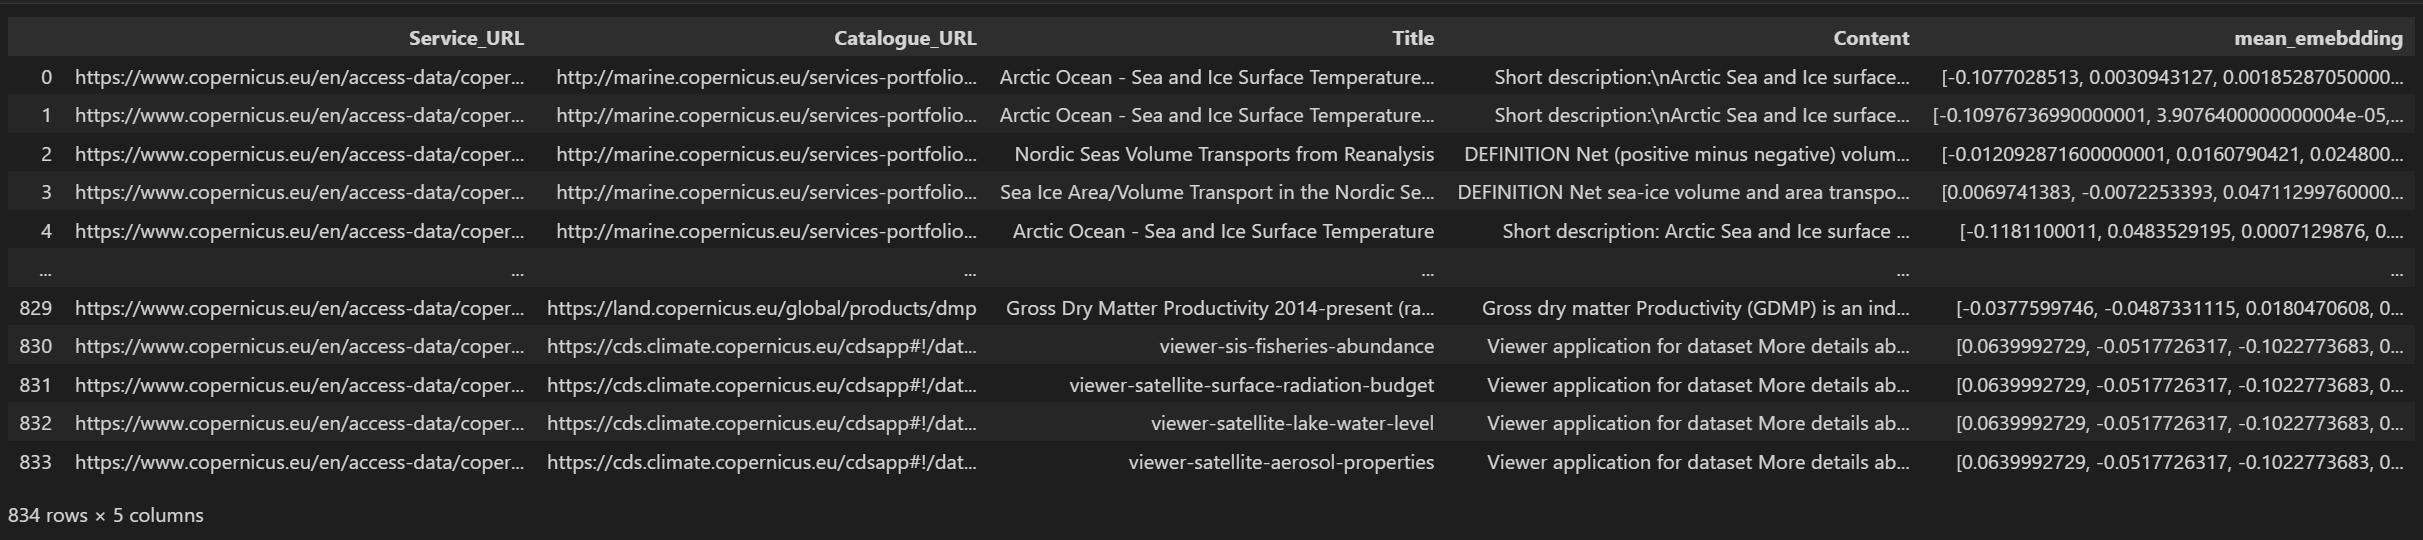 Service_URL Catalogue_URL Title Content mean_emebdding
0 https://www.copernicus.eu/en/access-data/coper... http://marine.copernicus.eu/services-portfolio... Arctic Ocean - Sea and Ice Surface Temperature... Short description:\nArctic Sea and Ice surface... [-0.1077028513, 0.0030943127, 0.00185287050000...
1 https://www.copernicus.eu/en/access-data/coper... http://marine.copernicus.eu/services-portfolio... Arctic Ocean - Sea and Ice Surface Temperature... Short description:\nArctic Sea and Ice surface... [-0.10976736990000001, 3.9076400000000004e-05,...
2 https://www.copernicus.eu/en/access-data/coper... http://marine.copernicus.eu/services-portfolio... Nordic Seas Volume Transports from Reanalysis DEFINITION Net (positive minus negative) volum... [-0.012092871600000001, 0.0160790421, 0.024800...
3 https://www.copernicus.eu/en/access-data/coper... http://marine.copernicus.eu/services-portfolio... Sea Ice Area/Volume Transport in the Nordic Se... DEFINITION Net sea-ice volume and area transpo... [0.0069741383, -0.0072253393, 0.04711299760000...
4 https://www.copernicus.eu/en/access-data/coper... http://marine.copernicus.eu/services-portfolio... Arctic Ocean - Sea and Ice Surface Temperature Short description: Arctic Sea and Ice surface ... [-0.1181100011, 0.0483529195, 0.0007129876, 0....
... ... ... ... ... ...
829 https://www.copernicus.eu/en/access-data/coper... https://land.copernicus.eu/global/products/dmp Gross Dry Matter Productivity 2014-present (ra... Gross dry matter Productivity (GDMP) is an ind... [-0.0377599746, -0.0487331115, 0.0180470608, 0...
830 https://www.copernicus.eu/en/access-data/coper... https://cds.climate.copernicus.eu/cdsapp#!/dat... viewer-sis-fisheries-abundance Viewer application for dataset More details ab... [0.0639992729, -0.0517726317, -0.1022773683, 0...
831 https://www.copernicus.eu/en/access-data/coper... https://cds.climate.copernicus.eu/cdsapp#!/dat... viewer-satellite-surface-radiation-budget Viewer application for dataset More details ab... [0.0639992729, -0.0517726317, -0.1022773683, 0...
832 https://www.copernicus.eu/en/access-data/coper... https://cds.climate.copernicus.eu/cdsapp#!/dat... viewer-satellite-lake-water-level Viewer application for dataset More details ab... [0.0639992729, -0.0517726317, -0.1022773683, 0...
833 https://www.copernicus.eu/en/access-data/coper... https://cds.climate.copernicus.eu/cdsapp#!/dat... viewer-satellite-aerosol-properties Viewer application for dataset More details ab... [0.0639992729, -0.0517726317, -0.1022773683, 0...
834 rows × 5 columns